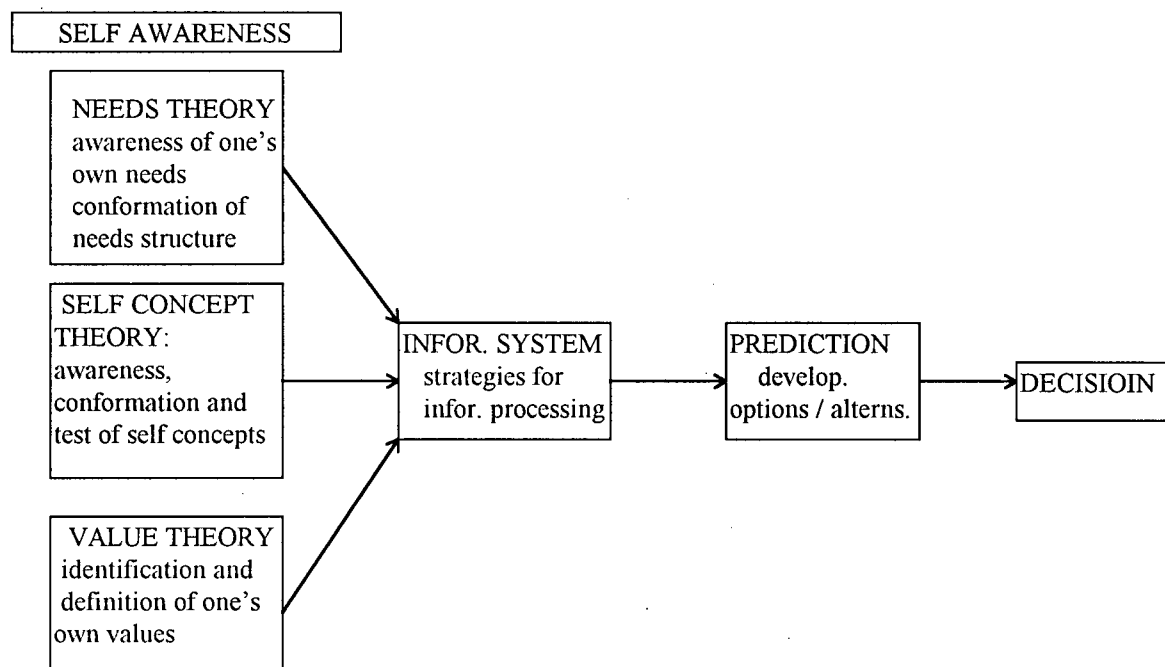 SELF AWARENESS
NEEDS THEORY
awareness of one's
own needs
conformation of
needs structure
SELF CONCEPT
THEORY:
awareness,
conformation and
test of self concepts
VALUE THEORY
identification and
definition of one's
own values
INFOR. SYSTEM
strategies for
infor. processing
PREDICTION
develop.
options / alterns.
DECISIOIN